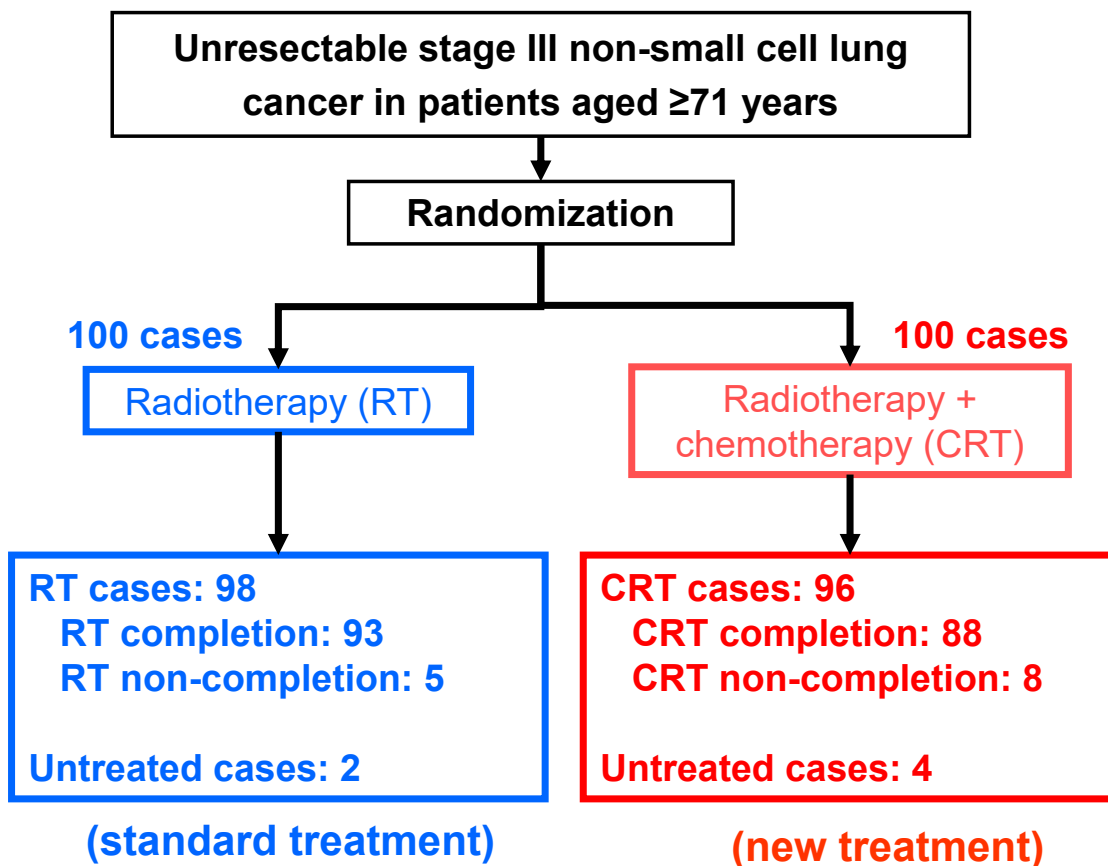 Unresectable stage III non-small cell lung
cancer in patients aged ≥71 years
Randomization
100 cases
Radiotherapy (RT)
RT cases: 98
RT completion: 93
RT non-completion: 5
Untreated cases: 2
(standard treatment)
100 cases
Radiotherapy +
chemotherapy (CRT)
CRT cases: 96
CRT completion: 88
CRT non-completion: 8
Untreated cases: 4
(new treatment)